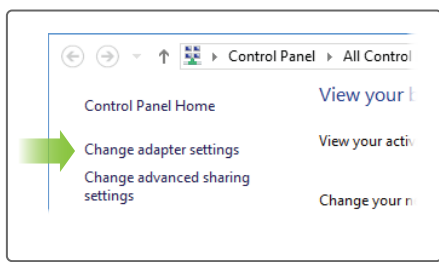 Control Panel All Control
Control Panel Home
View your
Change adapter settings
View your
Change advanced sharing
settings
Change your